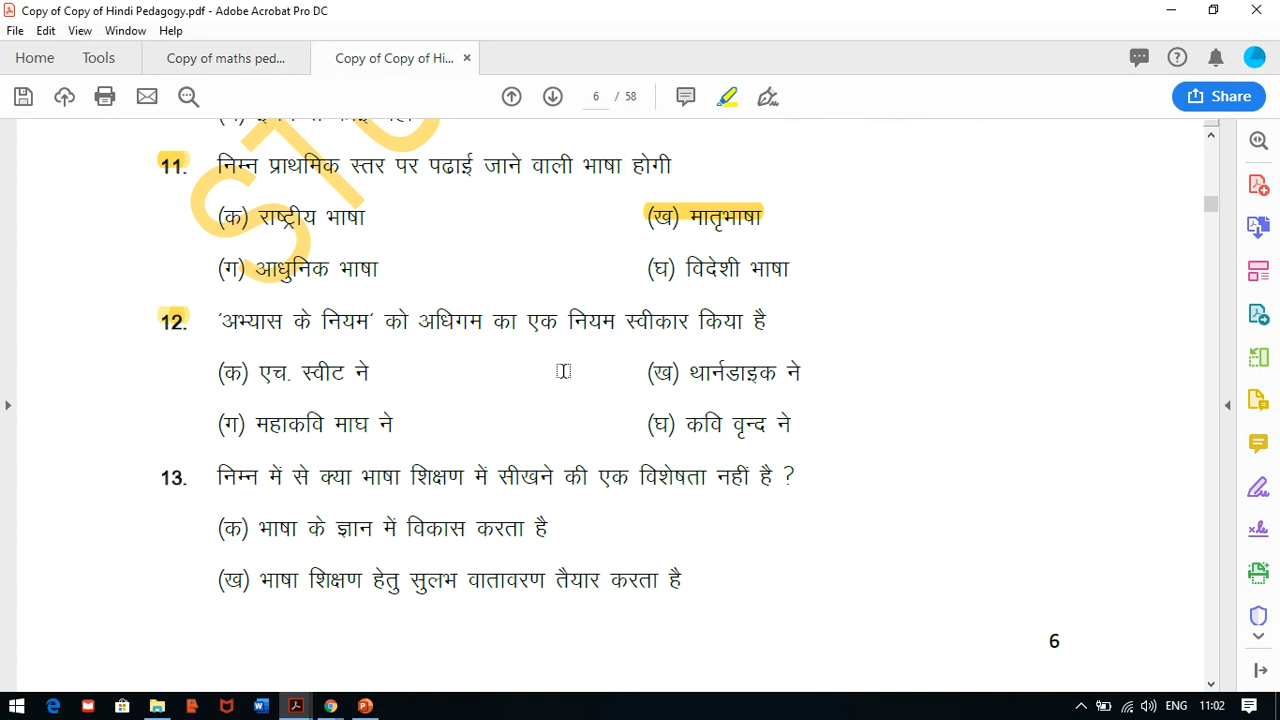 Copy of Copy of Hindi Pedagogy.pdf - Adobe Acrobat Pro DC
File Edit View Window Help
Home Tools Copy of maths ped... Copy of Copy of Hi... ×
6 / 58
Share
11. निम्न प्राथमिक स्तर पर पढाई जाने वाली भाषा होगी
(क) राष्ट्रीय भाषा (ख) मातृभाषा
(ग) आधुनिक भाषा (घ) विदेशी भाषा
12. 'अभ्यास के नियम' को अधिगम का एक नियम स्वीकार किया है
(क) एच. स्वीट ने (ख) थार्नडाइक ने
(ग) महाकवि माघ ने (घ) कवि वृन्द ने
13. निम्न में से क्या भाषा शिक्षण में सीखने की एक विशेषता नहीं है ?
(क) भाषा के ज्ञान में विकास करता है
(ख) भाषा शिक्षण हेतु सुलभ वातावरण तैयार करता है
6
ENG 11:02